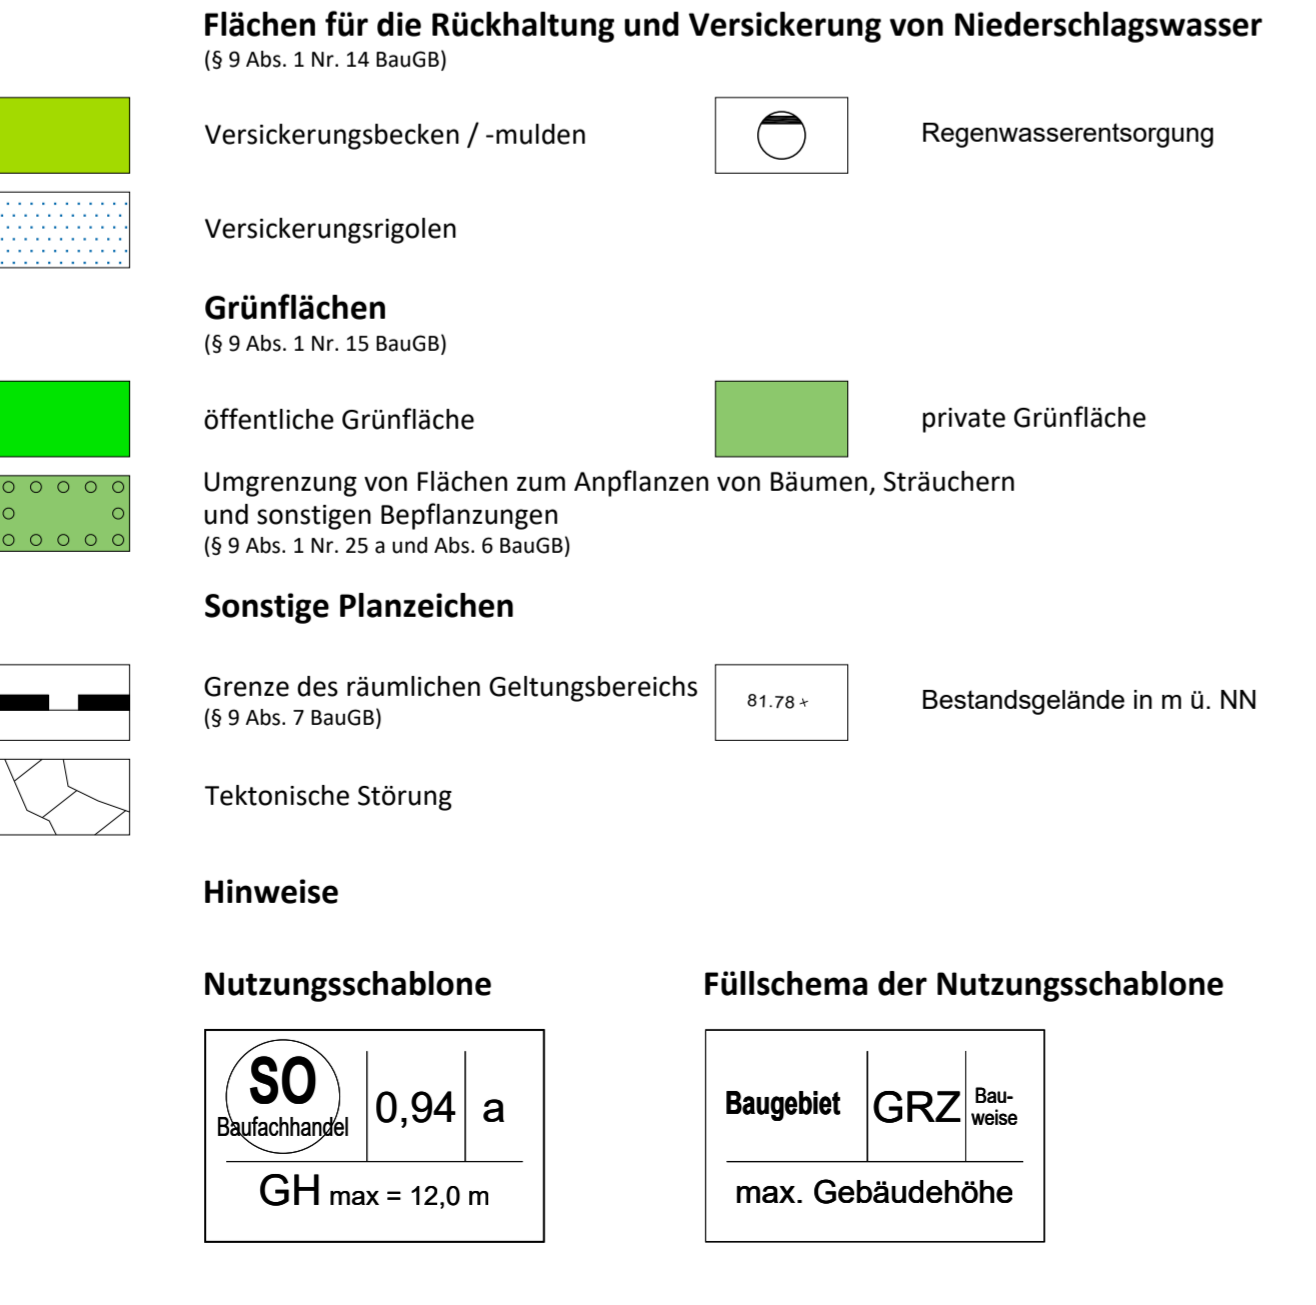 Flächen für die Rückhaltung und Versickerung von Niederschlagswasser
(§ 9 Abs. 1 Nr. 14 BauGB)
Versickerungsbecken / -mulden
Regenwasserentsorgung
Versickerungsrigolen
Grünflächen
(§ 9 Abs. 1 Nr. 15 BauGB)
öffentliche Grünfläche
private Grünfläche
Umgrenzung von Flächen zum Anpflanzen von Bäumen, Sträuchern
und sonstigen Bepflanzungen
(§ 9 Abs. 1 Nr. 25 a und Abs. 6 BauGB)
Sonstige Planzeichen
Grenze des räumlichen Geltungsbereichs
(§ 9 Abs. 7 BauGB)
81.78 +
Bestandsgelände in m ü. NN
Tektonische Störung
Hinweise
Nutzungsschablone
SO
Baufachhandel
0,94
a
GH max = 12,0 m
Füllschema der Nutzungsschablone
Baugebiet
GRZ
Bau-
weise
max. Gebäudehöhe